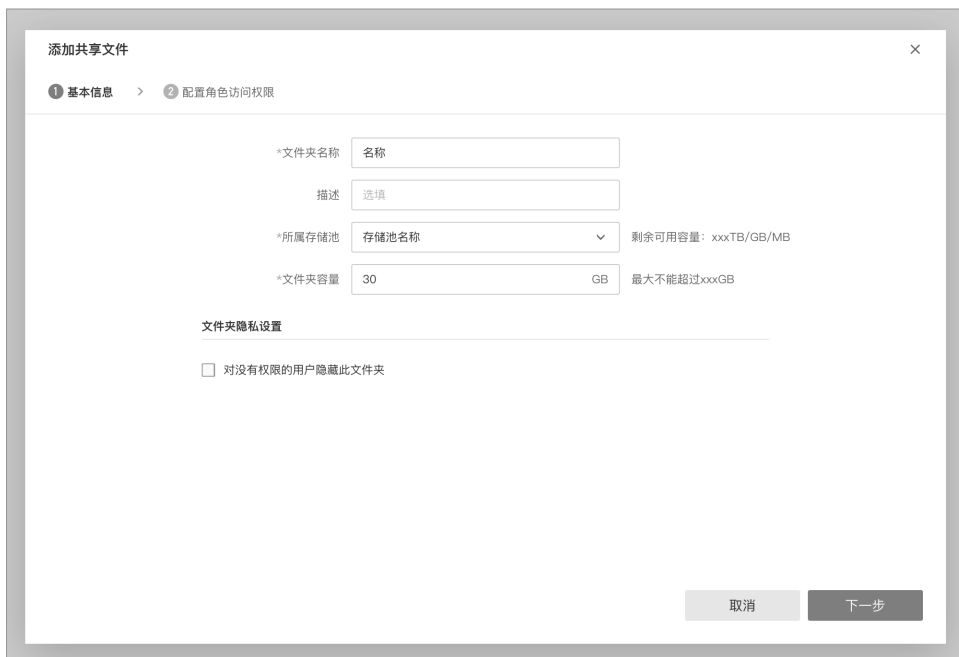 添加共享文件
1 基本信息 > 2 配置角色访问权限
*文件夹名称 名称
描述 选填
*所属存储池 存储池名称 剩余可用容量：xxxTB/GB/MB
*文件夹容量 30 GB 最大不能超过xxxGB
文件夹隐私设置
对没有权限的用户隐藏此文件夹
取消 下一步